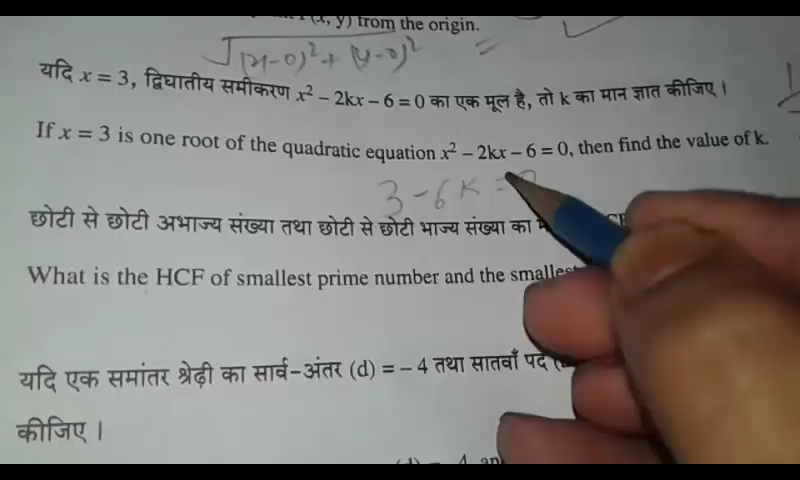 (x, y) from the origin.
√(x-0)²+(y-0)² =
यदि x = 3, द्विघातीय समीकरण x² – 2kx – 6 = 0 का एक मूल है, तो k का मान ज्ञात कीजिए ।
If x = 3 is one root of the quadratic equation x² – 2kx – 6 = 0, then find the value of k.
3 - 6k =
छोटी से छोटी अभाज्य संख्या तथा छोटी से छोटी भाज्य संख्या का
What is the HCF of smallest prime number and the smallest
यदि एक समांतर श्रेढ़ी का सार्व-अंतर (d) = – 4 तथा सातवाँ पद
कीजिए ।